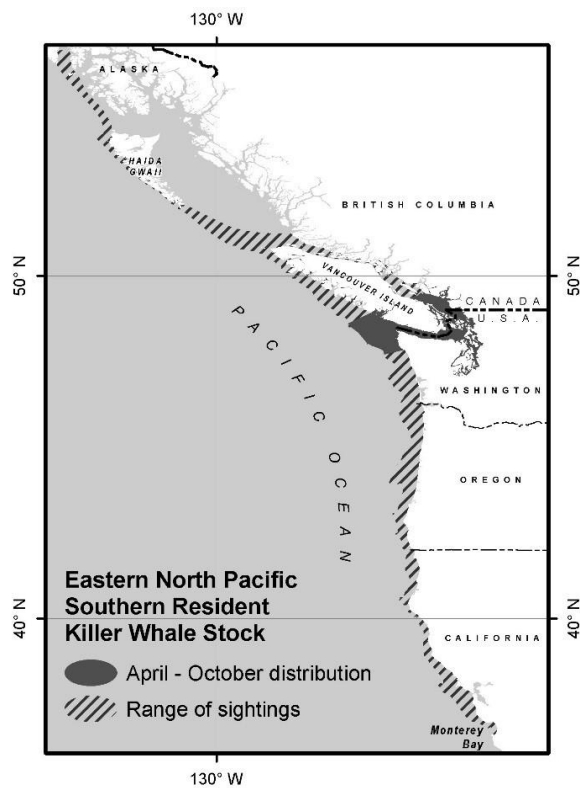 130° W
ALASKA
HAIDA
GWAII
BRITISH COLUMBIA
50° N
50° N
VANCOUVER ISLAND
CANADA
U.S.A.
PACIFIC OCEAN
WASHINGTON
OREGON
Eastern North Pacific
Southern Resident
Killer Whale Stock
40° N
40° N
CALIFORNIA
April - October distribution
Range of sightings
Monterey
Bay
130° W